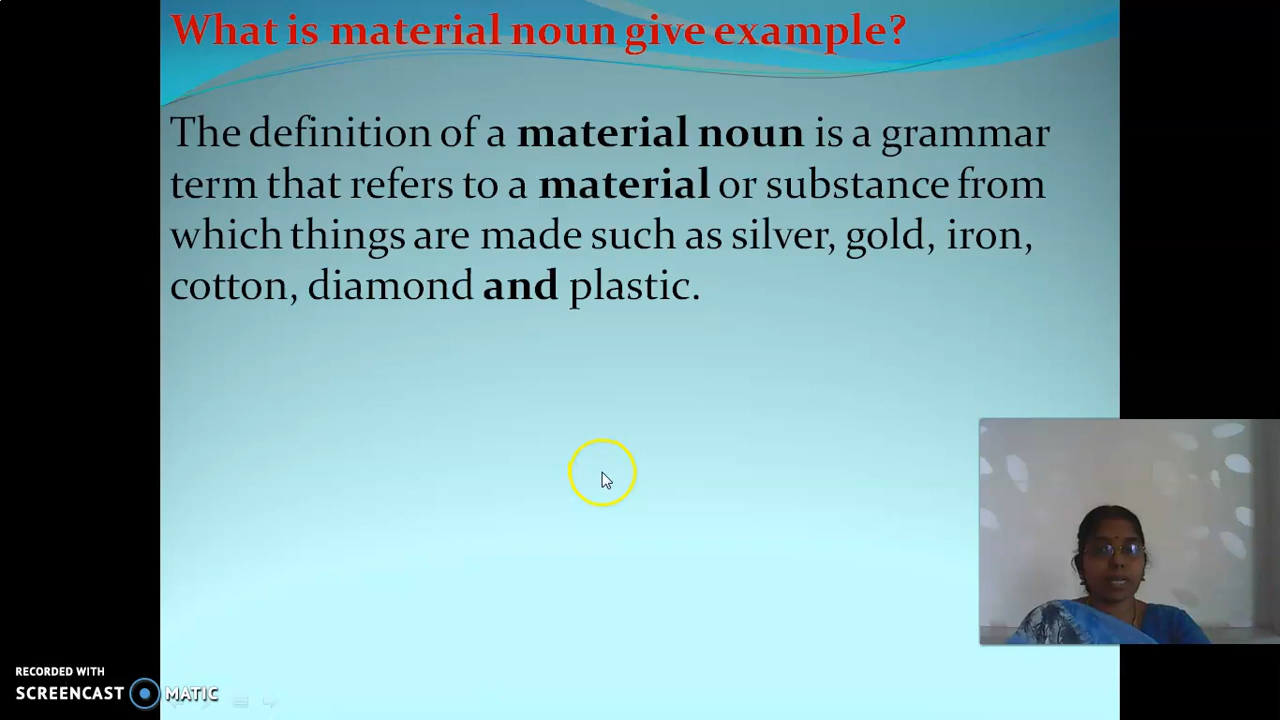 What is material noun give example?
The definition of a material noun is a grammar
term that refers to a material or substance from
which things are made such as silver, gold, iron,
cotton, diamond and plastic.
RECORDED WITH
SCREENCAST MATIC